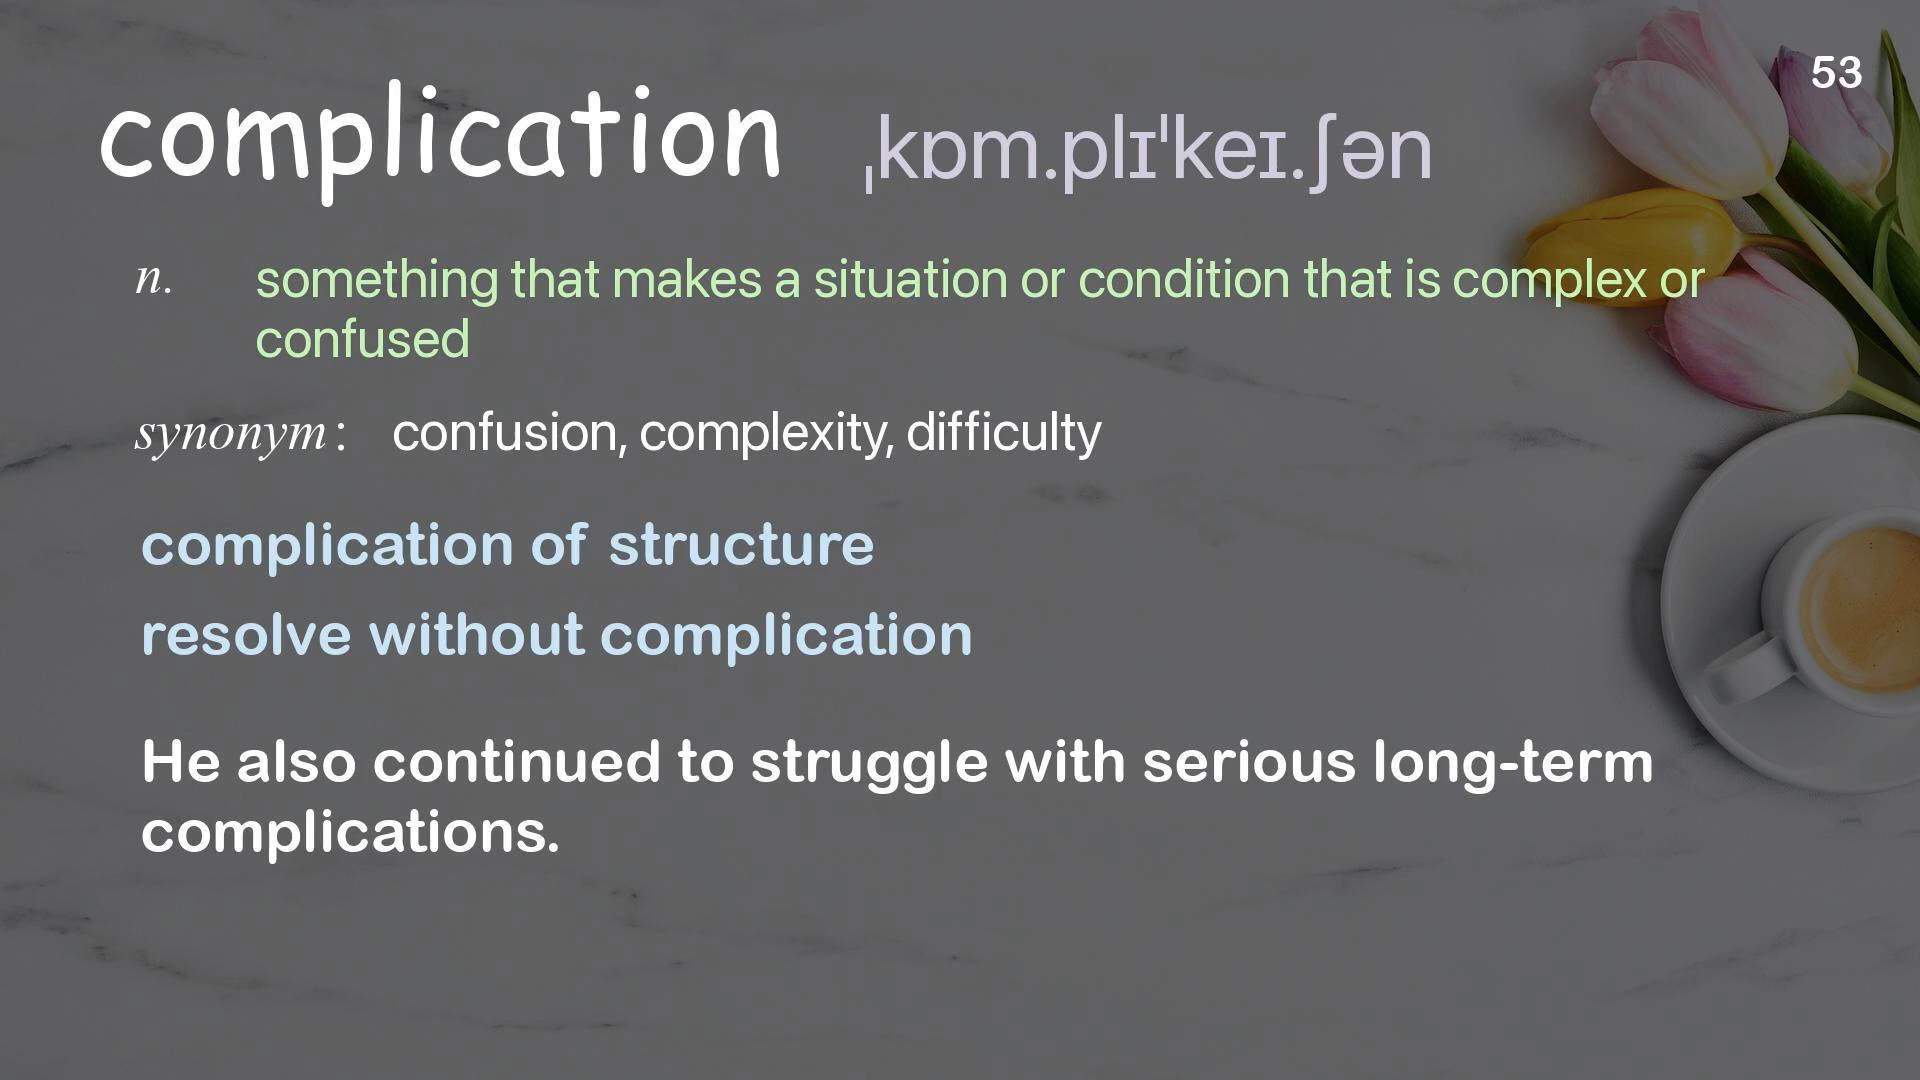 53
complication ˌkɒm.plɪˈkeɪ.ʃən
n. something that makes a situation or condition that is complex or
confused
synonym: confusion, complexity, difficulty
complication of structure
resolve without complication
He also continued to struggle with serious long-term
complications.